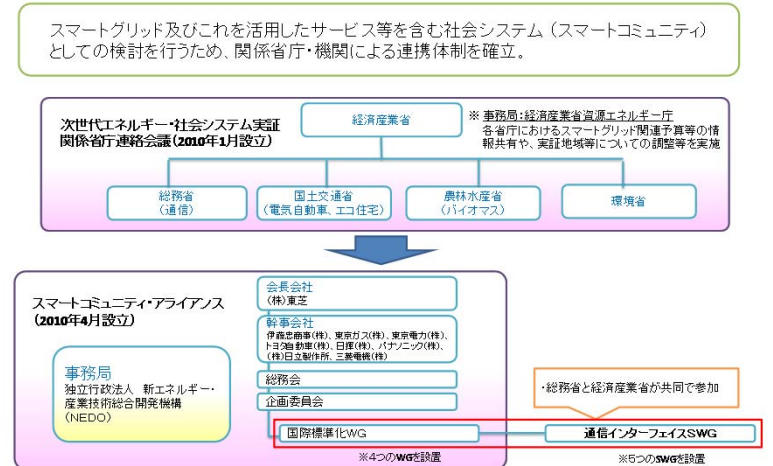 スマートグリッド及びこれを活用したサービス等を含む社会システム（スマートコミュニティ）
としての検討を行うため、関係省庁・機関による連携体制を確立。
次世代エネルギー・社会システム実証
関係省庁連絡会議（2010年1月設立）
経済産業省
※ 事務局：経済産業省資源エネルギー庁
各省庁におけるスマートグリッド関連予算等の情
報共有や、実証地域等についての調整等を実施
総務省
（通信）
国土交通省
（電気自動車、エコ住宅）
農林水産省
（バイオマス）
環境省
スマートコミュニティ・アライアンス
（2010年4月設立）
事務局
独立行政法人 新エネルギー・
産業技術総合開発機構
（NEDO）
会長会社
(株)東芝
幹事会社
伊藤忠商事(株)、東京ガス(株)、東京電力(株)、
トヨタ自動車(株)、日揮(株)、パナソニック(株)、
(株)日立製作所、三菱電機(株)
総務会
企画委員会
国際標準化WG
※4つのWGを設置
・総務省と経済産業省が共同で参加
通信インターフェイスSWG
※5つのSWGを設置